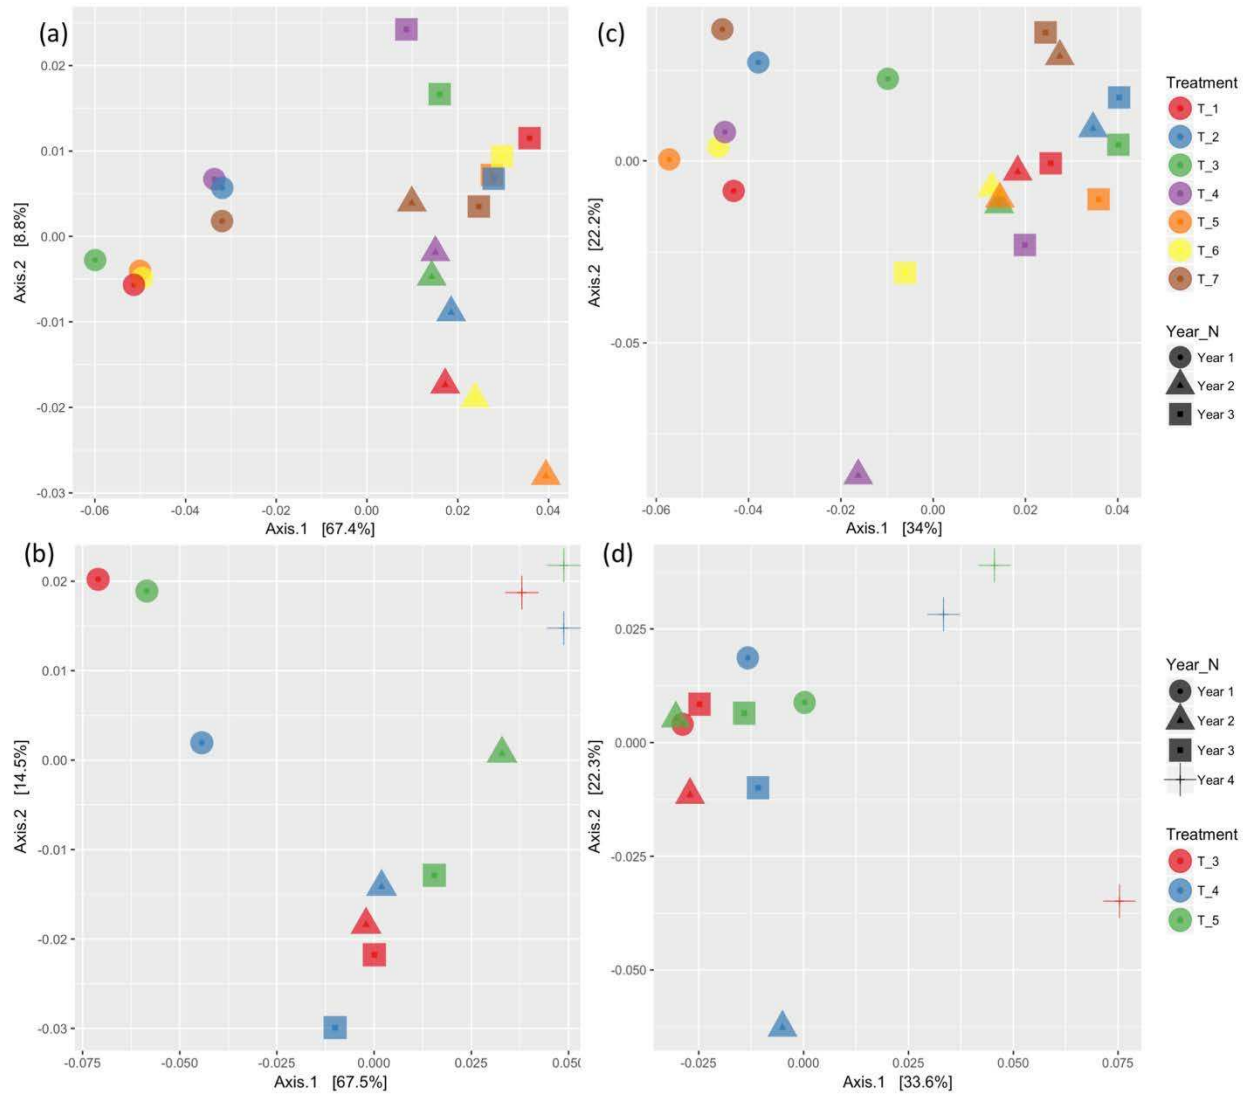 (a)
0.02
0.01
0.00
-0.01
-0.02
-0.03
Axis.2 [8.8%]
-0.06 -0.04 -0.02 0.00 0.02 0.04
Axis.1 [67.4%]
(c)
0.00
-0.05
Axis.2 [22.2%]
-0.06 -0.04 -0.02 0.00 0.02 0.04
Axis.1 [34%]
Treatment
T_1
T_2
T_3
T_4
T_5
T_6
T_7
Year_N
Year 1
Year 2
Year 3
(b)
0.02
0.01
0.00
-0.01
-0.02
-0.03
Axis.2 [14.5%]
-0.075 -0.050 -0.025 0.000 0.025 0.050
Axis.1 [67.5%]
(d)
0.025
0.000
-0.025
-0.050
Axis.2 [22.3%]
-0.025 0.000 0.025 0.050 0.075
Axis.1 [33.6%]
Year_N
Year 1
Year 2
Year 3
Year 4
Treatment
T_3
T_4
T_5